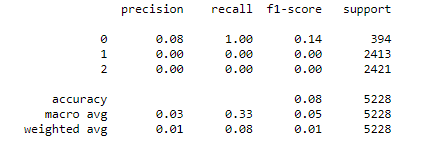 precision recall f1-score support
0 0.08 1.00 0.14 394
1 0.00 0.00 0.00 2413
2 0.00 0.00 0.00 2421
accuracy 0.08 5228
macro avg 0.03 0.33 0.05 5228
weighted avg 0.01 0.08 0.01 5228